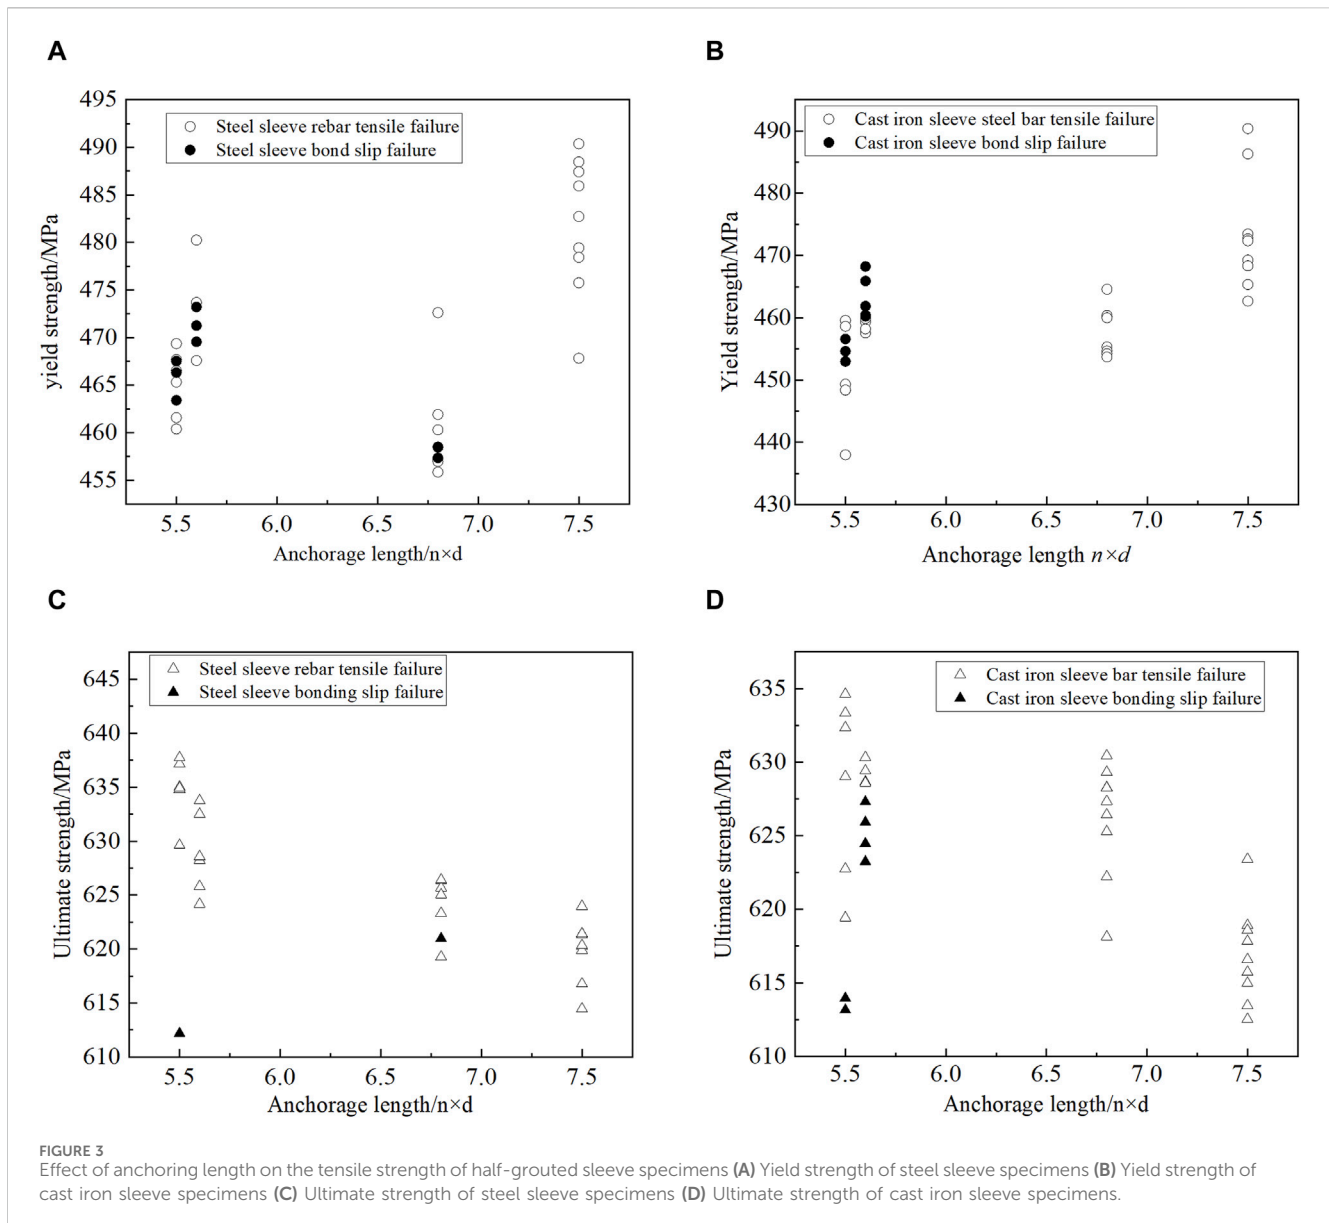 A
495
490
485
480
475
470
465
460
455
yield strength/MPa
Steel sleeve rebar tensile failure
Steel sleeve bond slip failure
5.5 6.0 6.5 7.0 7.5
Anchorage length/n×d
B
490
480
470
460
450
440
430
Yield strength/MPa
Cast iron sleeve steel bar tensile failure
Cast iron sleeve bond slip failure
5.5 6.0 6.5 7.0 7.5
Anchorage length n×d
C
645
640
635
630
625
620
615
610
Ultimate strength/MPa
Steel sleeve rebar tensile failure
Steel sleeve bonding slip failure
5.5 6.0 6.5 7.0 7.5
Anchorage length/n×d
D
635
630
625
620
615
610
Ultimate strength/MPa
Cast iron sleeve bar tensile failure
Cast iron sleeve bonding slip failure
5.5 6.0 6.5 7.0 7.5
Anchorage length/n×d
FIGURE 3
Effect of anchoring length on the tensile strength of half-grouted sleeve specimens (A) Yield strength of steel sleeve specimens (B) Yield strength of
cast iron sleeve specimens (C) Ultimate strength of steel sleeve specimens (D) Ultimate strength of cast iron sleeve specimens.